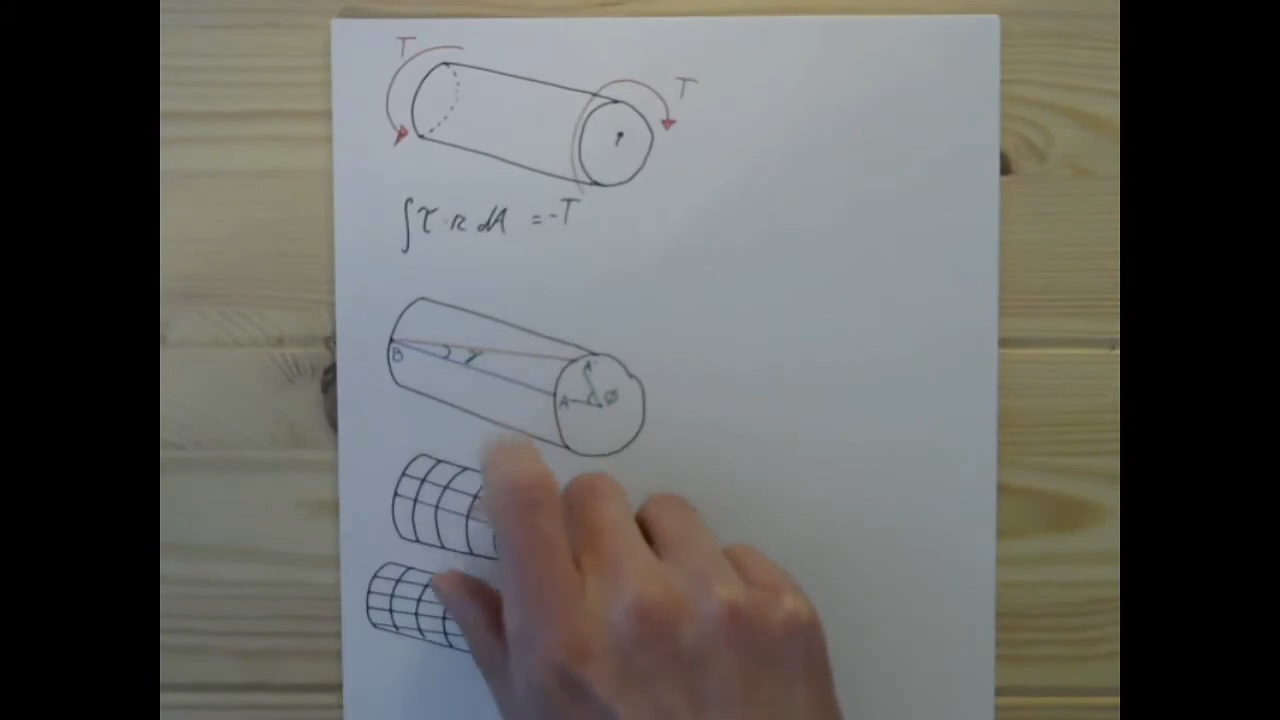 T
T
∫τ·r dA = -T
B γ A' A ø